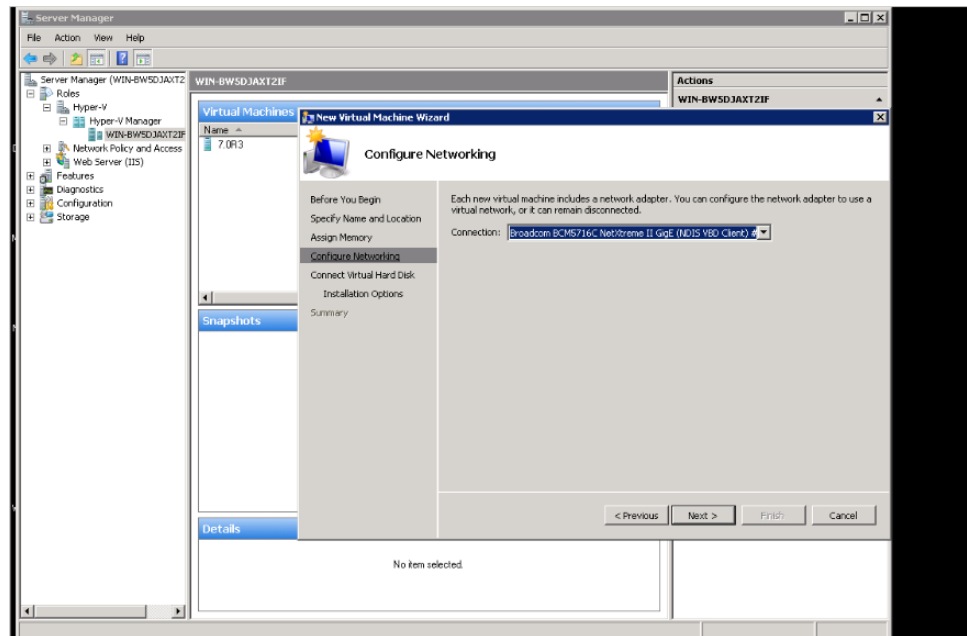 Server Manager
File Action View Help
Server Manager (WIN-BW5DJAXT2
Roles
Hyper-V
Hyper-V Manager
WIN-BW5DJAXT2IF
Network Policy and Access
Web Server (IIS)
Features
Diagnostics
Configuration
Storage
WIN-BW5DJAXT2IF
Virtual Machines
Name
7.0R3
Snapshots
Details
No item selected.
Actions
WIN-BW5DJAXT2IF
New Virtual Machine Wizard
Configure Networking
Before You Begin
Specify Name and Location
Assign Memory
Configure Networking
Connect Virtual Hard Disk
Installation Options
Summary
Each new virtual machine includes a network adapter. You can configure the network adapter to use a
virtual network, or it can remain disconnected.
Connection: Broadcom BCM5716C NetXtreme II GigE (NDIS VBD Client) #
< Previous Next > Finish Cancel